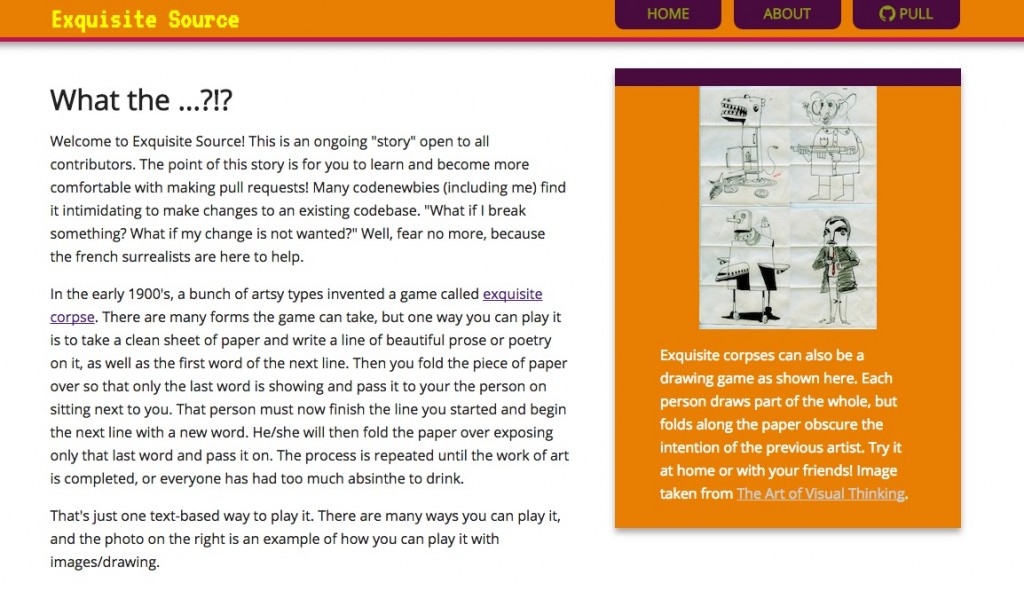 Exquisite Source
HOME
ABOUT
PULL
What the ...?!?
Welcome to Exquisite Source! This is an ongoing "story" open to all
contributors. The point of this story is for you to learn and become more
comfortable with making pull requests! Many codenewbies (including me) find
it intimidating to make changes to an existing codebase. "What if I break
something? What if my change is not wanted?" Well, fear no more, because
the french surrealists are here to help.
In the early 1900's, a bunch of artsy types invented a game called exquisite
corpse. There are many forms the game can take, but one way you can play it
is to take a clean sheet of paper and write a line of beautiful prose or poetry
on it, as well as the first word of the next line. Then you fold the piece of paper
over so that only the last word is showing and pass it to your the person on
sitting next to you. That person must now finish the line you started and begin
the next line with a new word. He/she will then fold the paper over exposing
only that last word and pass it on. The process is repeated until the work of art
is completed, or everyone has had too much absinthe to drink.
That's just one text-based way to play it. There are many ways you can play it,
and the photo on the right is an example of how you can play it with
images/drawing.
Exquisite corpses can also be a
drawing game as shown here. Each
person draws part of the whole, but
folds along the paper obscure the
intention of the previous artist. Try it
at home or with your friends! Image
taken from The Art of Visual Thinking.